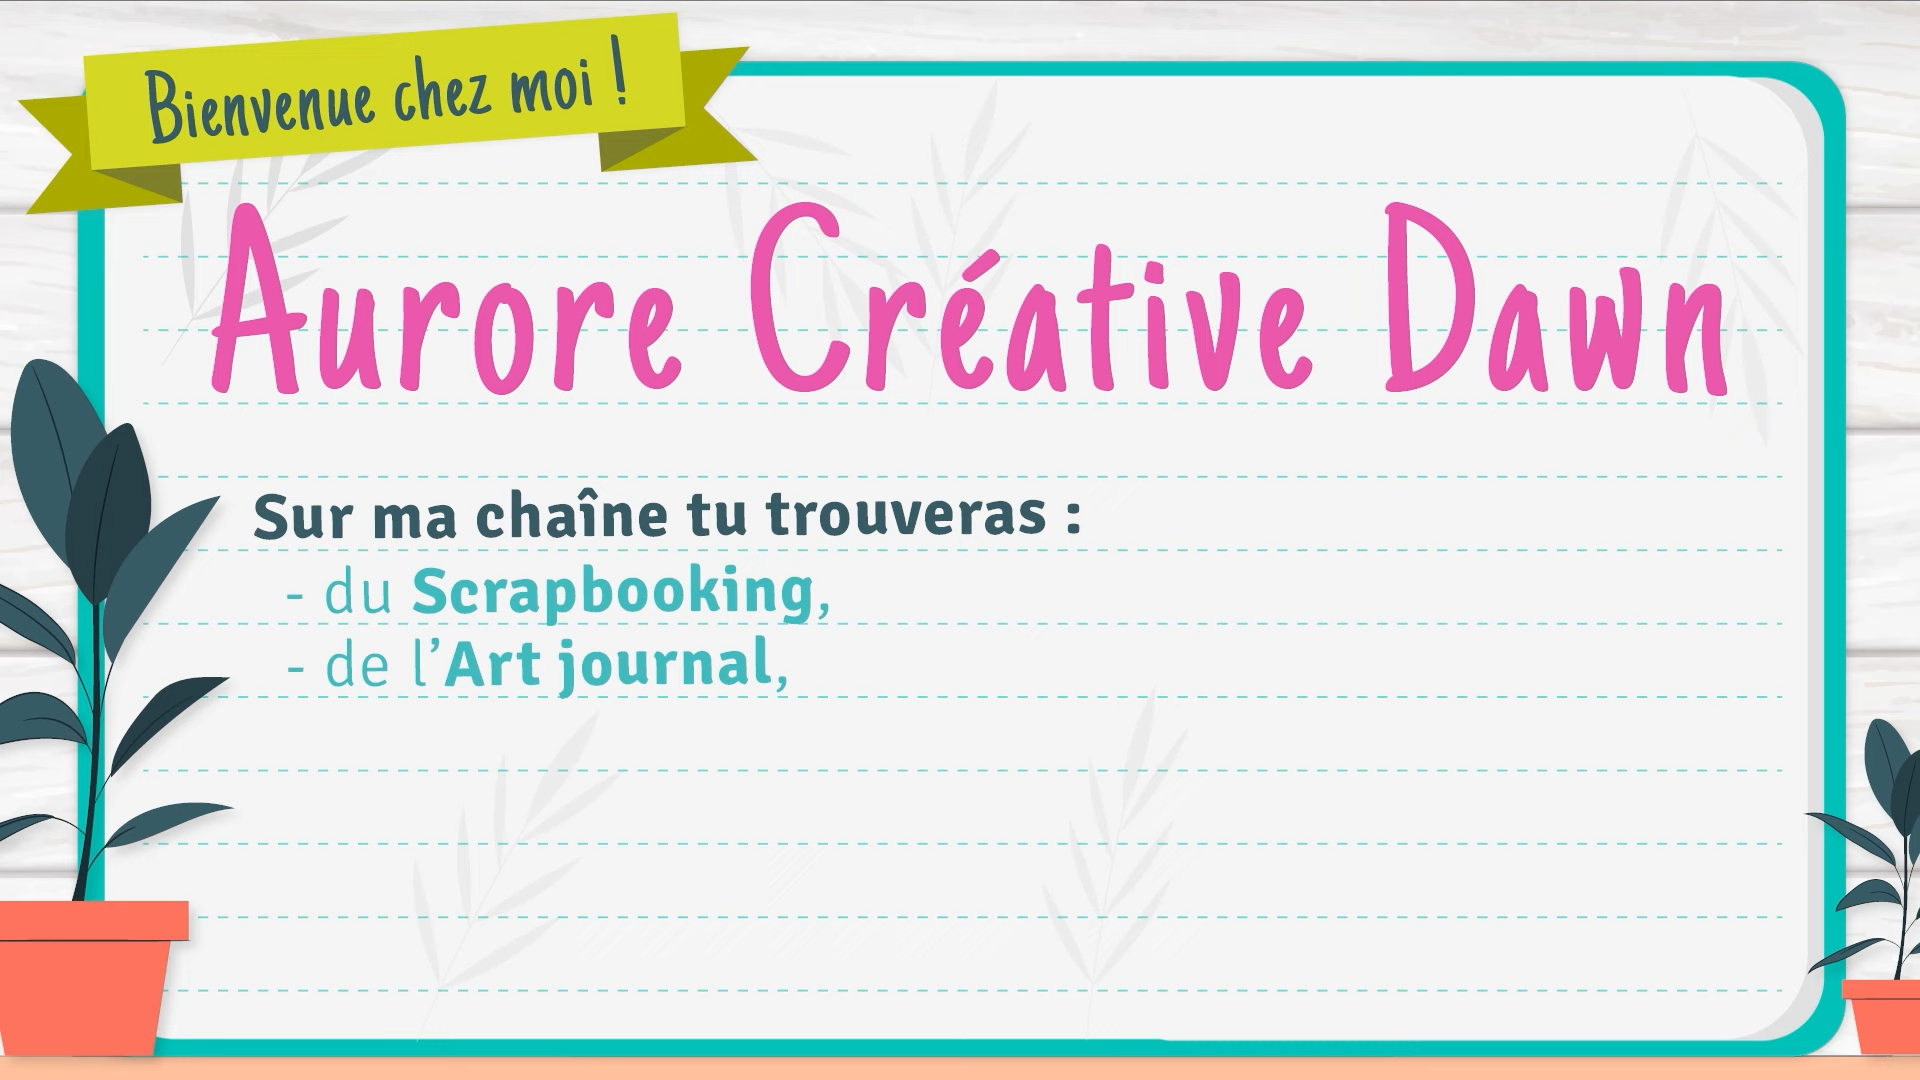 Bienvenue chez moi !
Aurore Créative Dawn
Sur ma chaîne tu trouveras :
- du Scrapbooking,
- de l’Art journal,